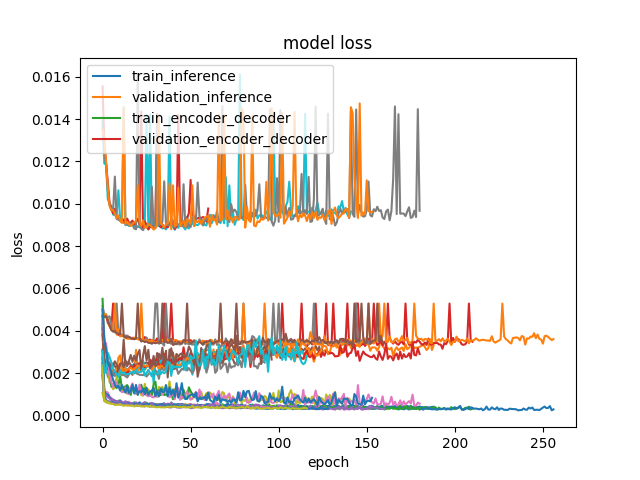 model loss
train_inference
validation_inference
train_encoder_decoder
validation_encoder_decoder
0.016
0.014
0.012
0.010
0.008
0.006
0.004
0.002
0.000
loss
0 50 100 150 200 250
epoch